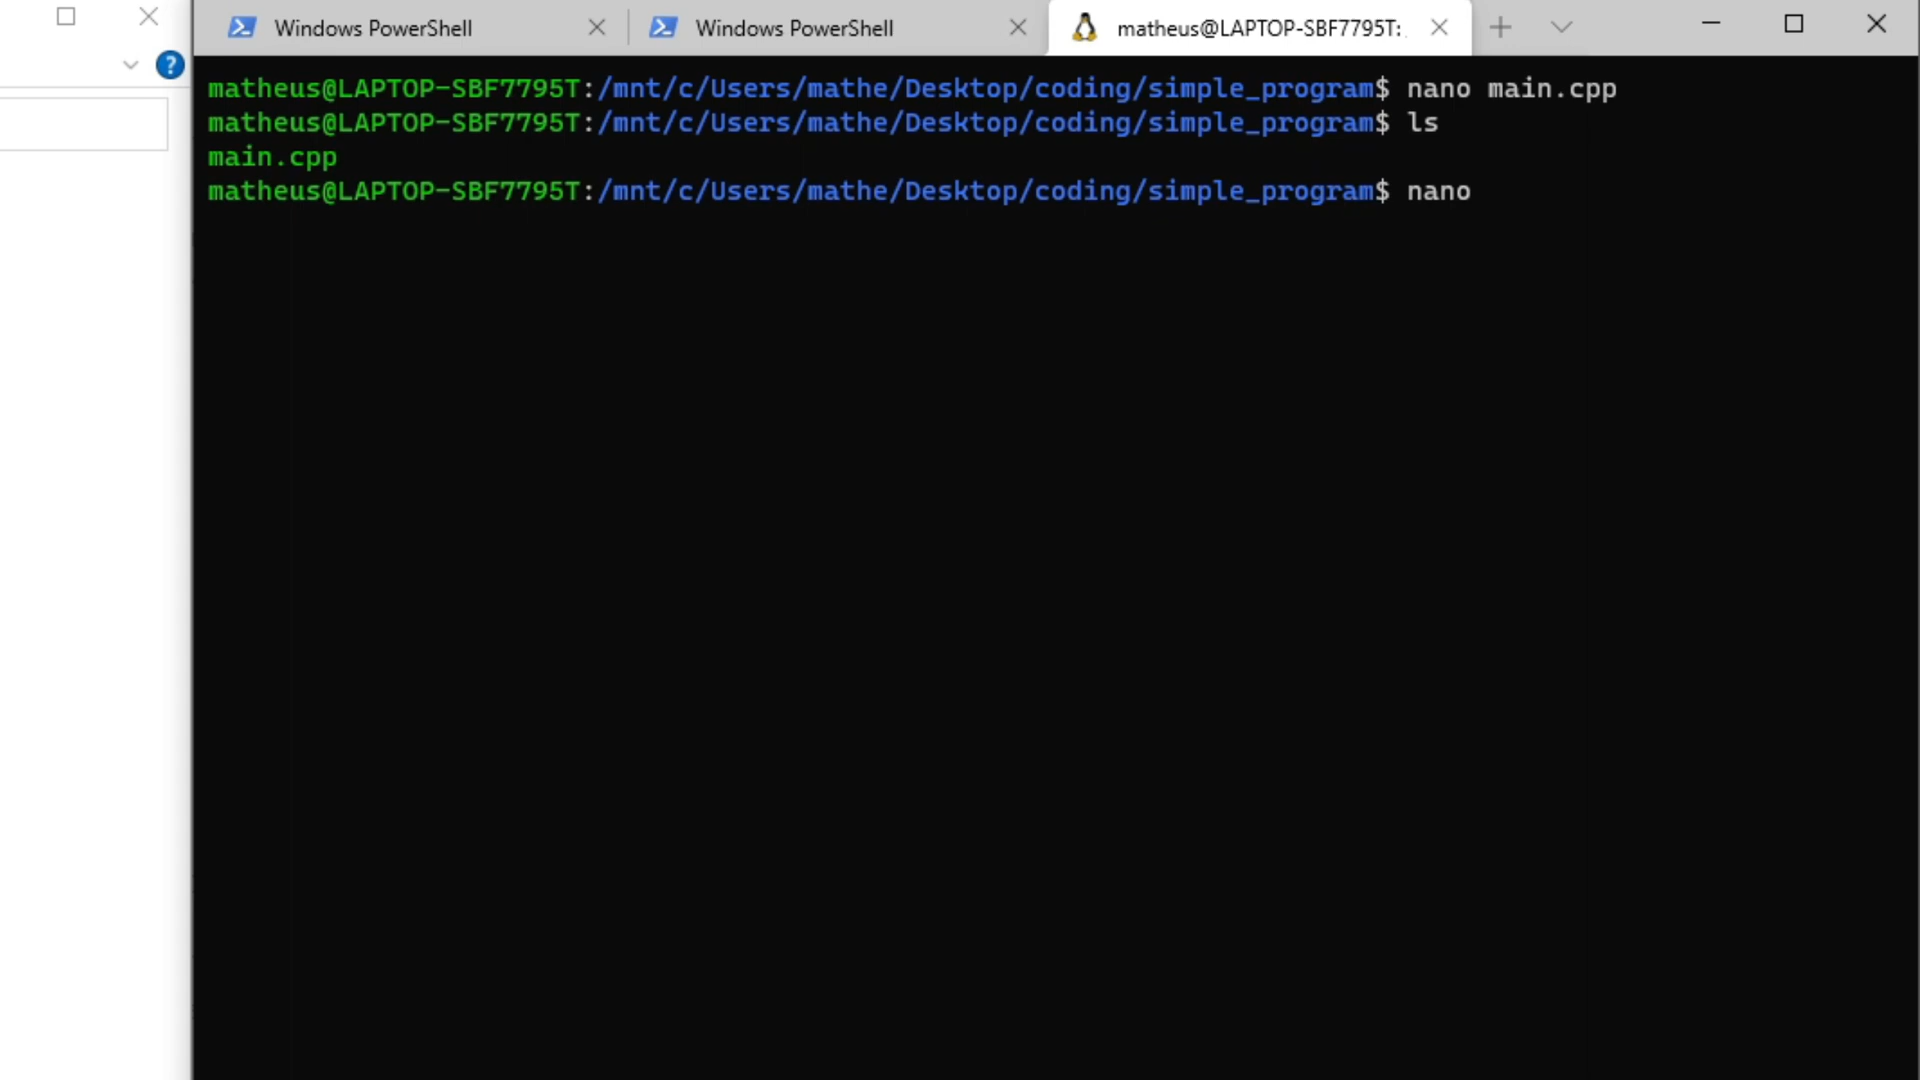 Windows PowerShell
Windows PowerShell
matheus@LAPTOP-SBF7795T:
?
matheus@LAPTOP-SBF7795T:/mnt/c/Users/mathe/Desktop/coding/simple_program$ nano main.cpp
matheus@LAPTOP-SBF7795T:/mnt/c/Users/mathe/Desktop/coding/simple_program$ ls
main.cpp
matheus@LAPTOP-SBF7795T:/mnt/c/Users/mathe/Desktop/coding/simple_program$ nano